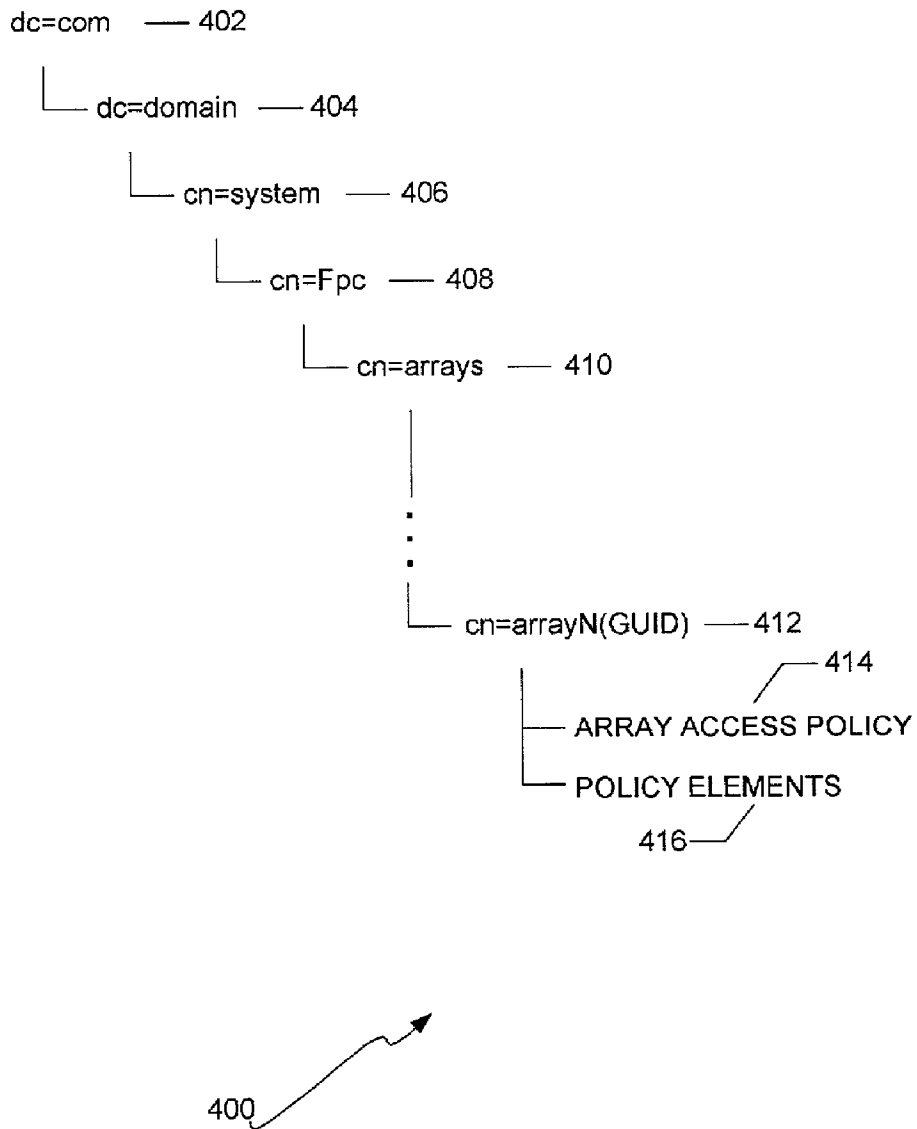 dc=com 402
dc=domain 404
cn=system 406
cn=Fpc 408
cn=arrays 410
cn=arrayN(GUID) 412
414
ARRAY ACCESS POLICY
POLICY ELEMENTS
416
400